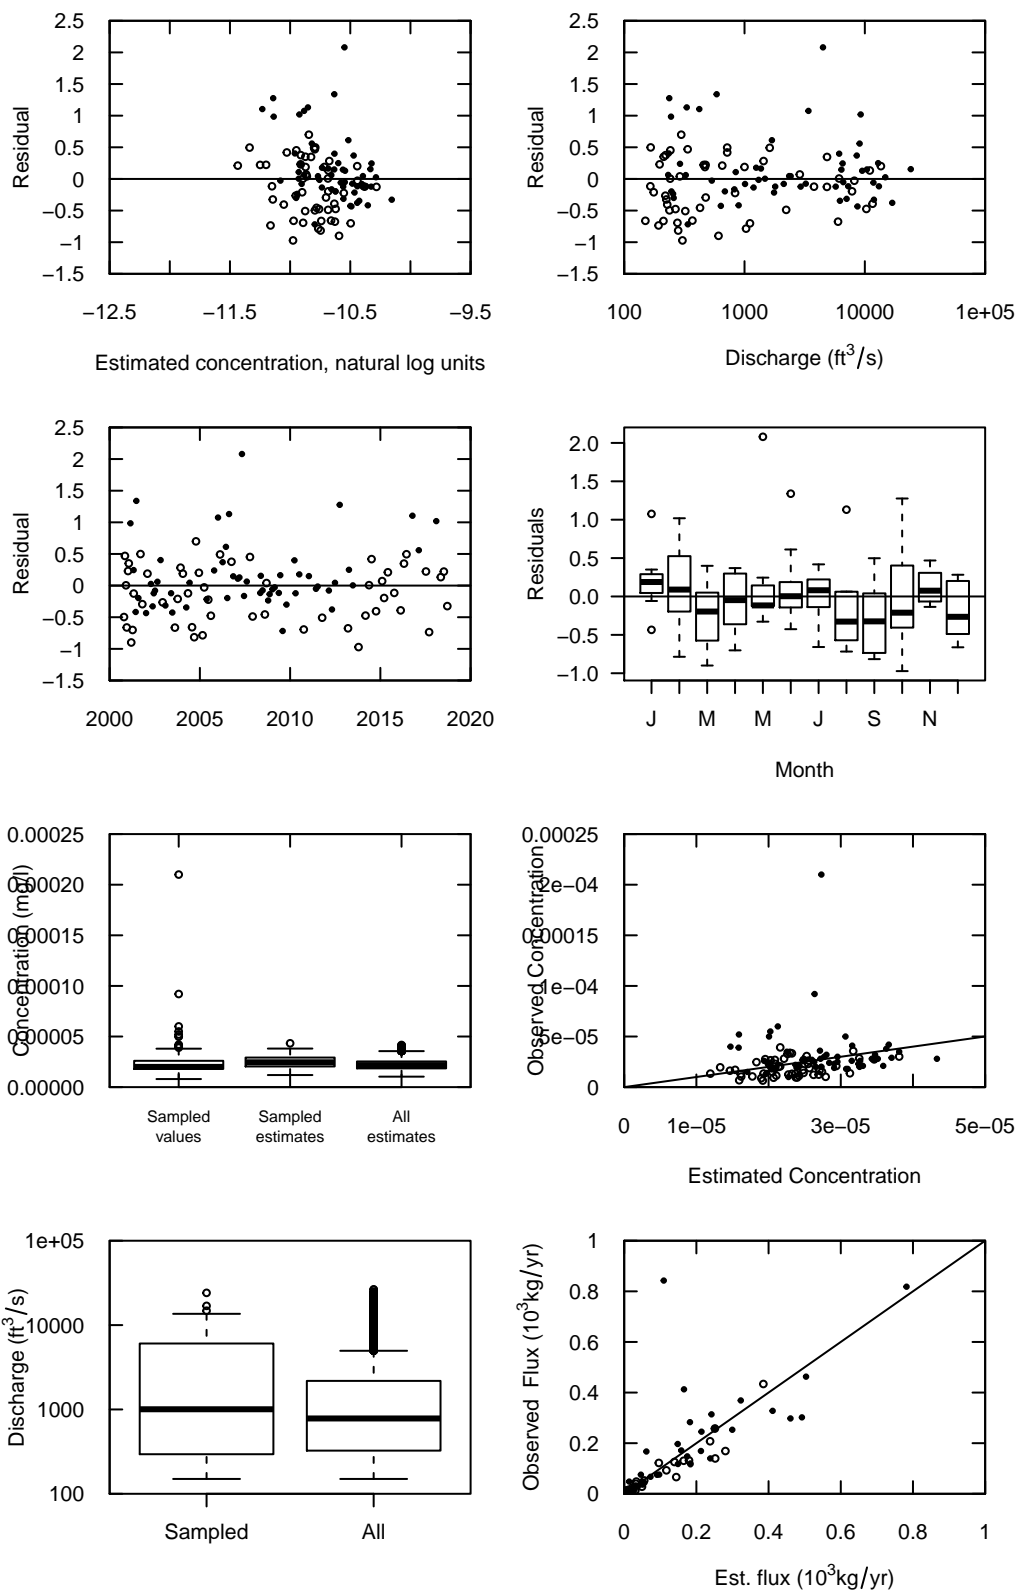 2.5
2
1.5
1
0.5
0
−0.5
−1
−1.5
Residual
−12.5 −11.5 −10.5 −9.5
Estimated concentration, natural log units
2.5
2
1.5
1
0.5
0
−0.5
−1
−1.5
Residual
100 1000 10000 1e+05
Discharge (ft3/s)
2.5
2
1.5
1
0.5
0
−0.5
−1
−1.5
Residual
2000 2005 2010 2015 2020
2.0
1.5
1.0
0.5
0.0
−0.5
−1.0
Residuals
J M M J S N
Month
0.00025
0.00020
0.00015
0.00010
0.00005
0.00000
Concentration (mg/l)
Sampled Sampled All
values estimates estimates
0.00025
2e−04
0.00015
1e−04
5e−05
0
Observed Concentration
0 1e−05 3e−05 5e−05
Estimated Concentration
1e+05
10000
1000
100
Discharge (ft3/s)
Sampled All
1
0.8
0.6
0.4
0.2
0
Observed Flux (103kg/yr)
0 0.2 0.4 0.6 0.8 1
Est. flux (103kg/yr)